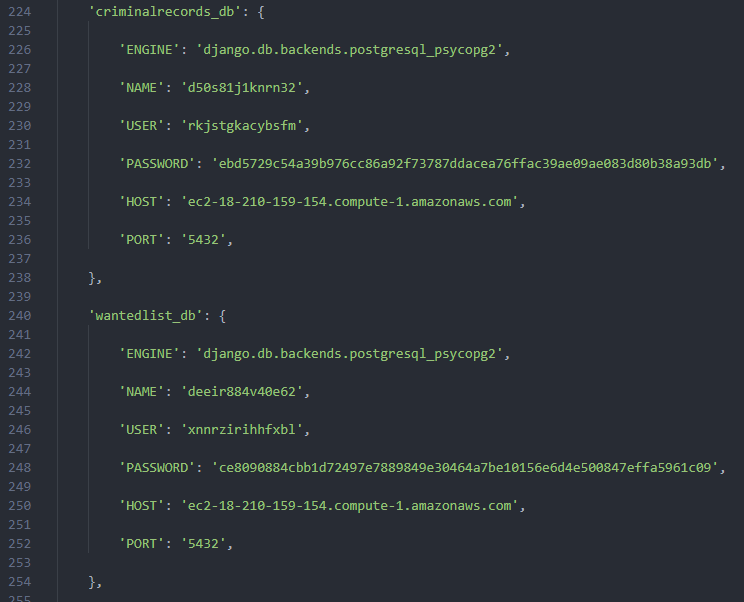 224 'criminalrecords_db': {
225
226 'ENGINE': 'django.db.backends.postgresql_psycopg2',
227
228 'NAME': 'd50s81j1knrn32',
229
230 'USER': 'rkjstgkacybsfm',
231
232 'PASSWORD': 'ebd5729c54a39b976cc86a92f73787ddacea76ffac39ae09ae083d80b38a93db',
233
234 'HOST': 'ec2-18-210-159-154.compute-1.amazonaws.com',
235
236 'PORT': '5432',
237
238 },
239
240 'wantedlist_db': {
241
242 'ENGINE': 'django.db.backends.postgresql_psycopg2',
243
244 'NAME': 'deeir884v40e62',
245
246 'USER': 'xnnrzirihhfxbl',
247
248 'PASSWORD': 'ce8090884cbb1d72497e7889849e30464a7be10156e6d4e500847effa5961c09',
249
250 'HOST': 'ec2-18-210-159-154.compute-1.amazonaws.com',
251
252 'PORT': '5432',
253
254 },
255